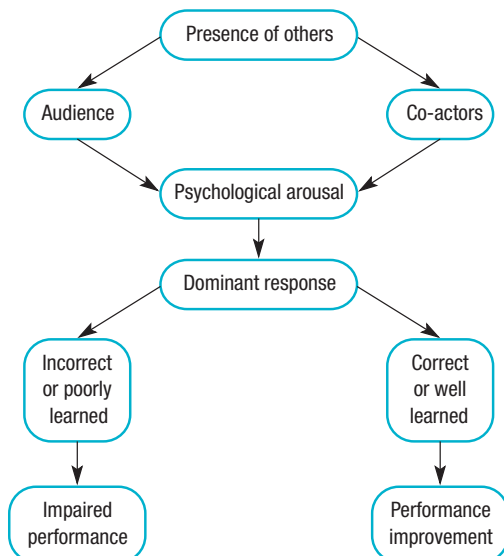 Presence of others
Audience
Co-actors
Psychological arousal
Dominant response
Incorrect
or poorly
learned
Correct
or well
learned
Impaired
performance
Performance
improvement